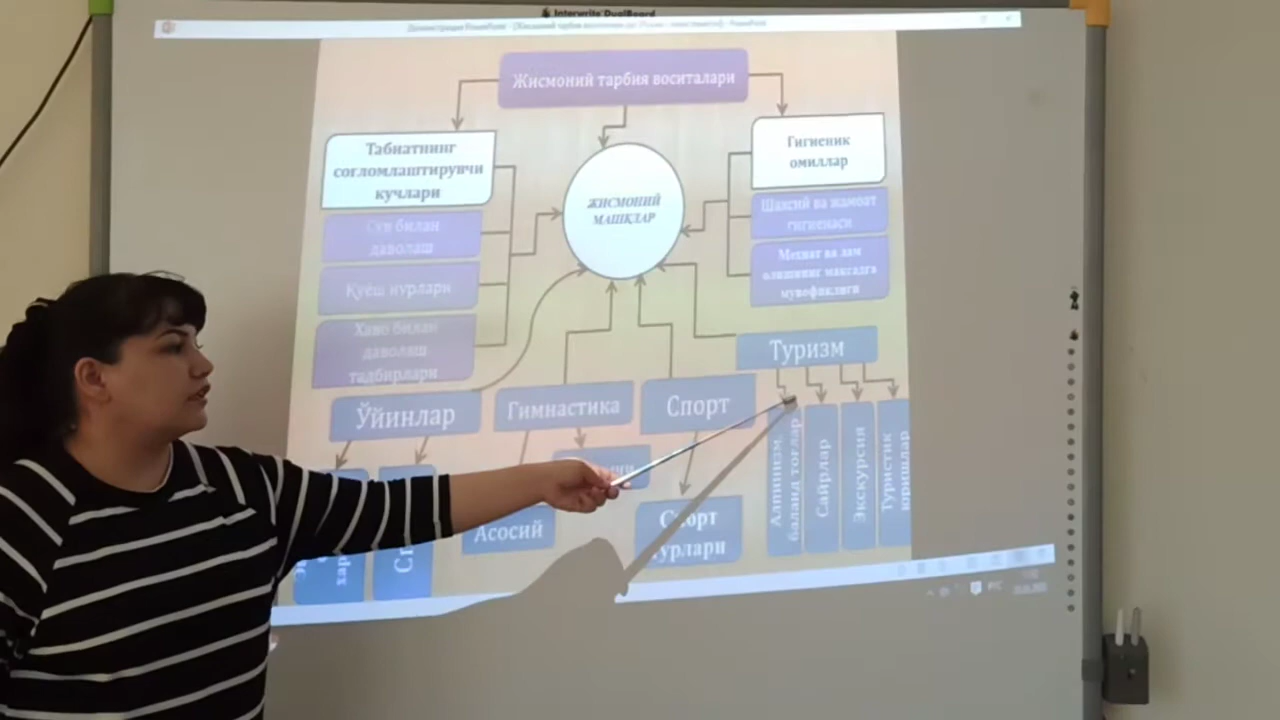 Interwrite DualBoard
Жисмоний тарбия воситалари
Табиатнинг
соғломлаштирувчи
кучлари
Гигиеник
омиллар
ЖИСМОНИЙ
МАШҚЛАР
Сув билан
даволаш
Шахсий ва жамоат
гигиенаси
Қуёш нурлари
Меҳнат ва дам
олишнинг мақсадга
мувофиқлиги
Ҳаво билан
даволаш
тадбирлари
Туризм
Ўйинлар
Гимнастика
Спорт
Алпинизм,
баланд тоғлар
Сайрлар
Экскурсия
Туристик
юришлар
Асосий
Спорт
турлари